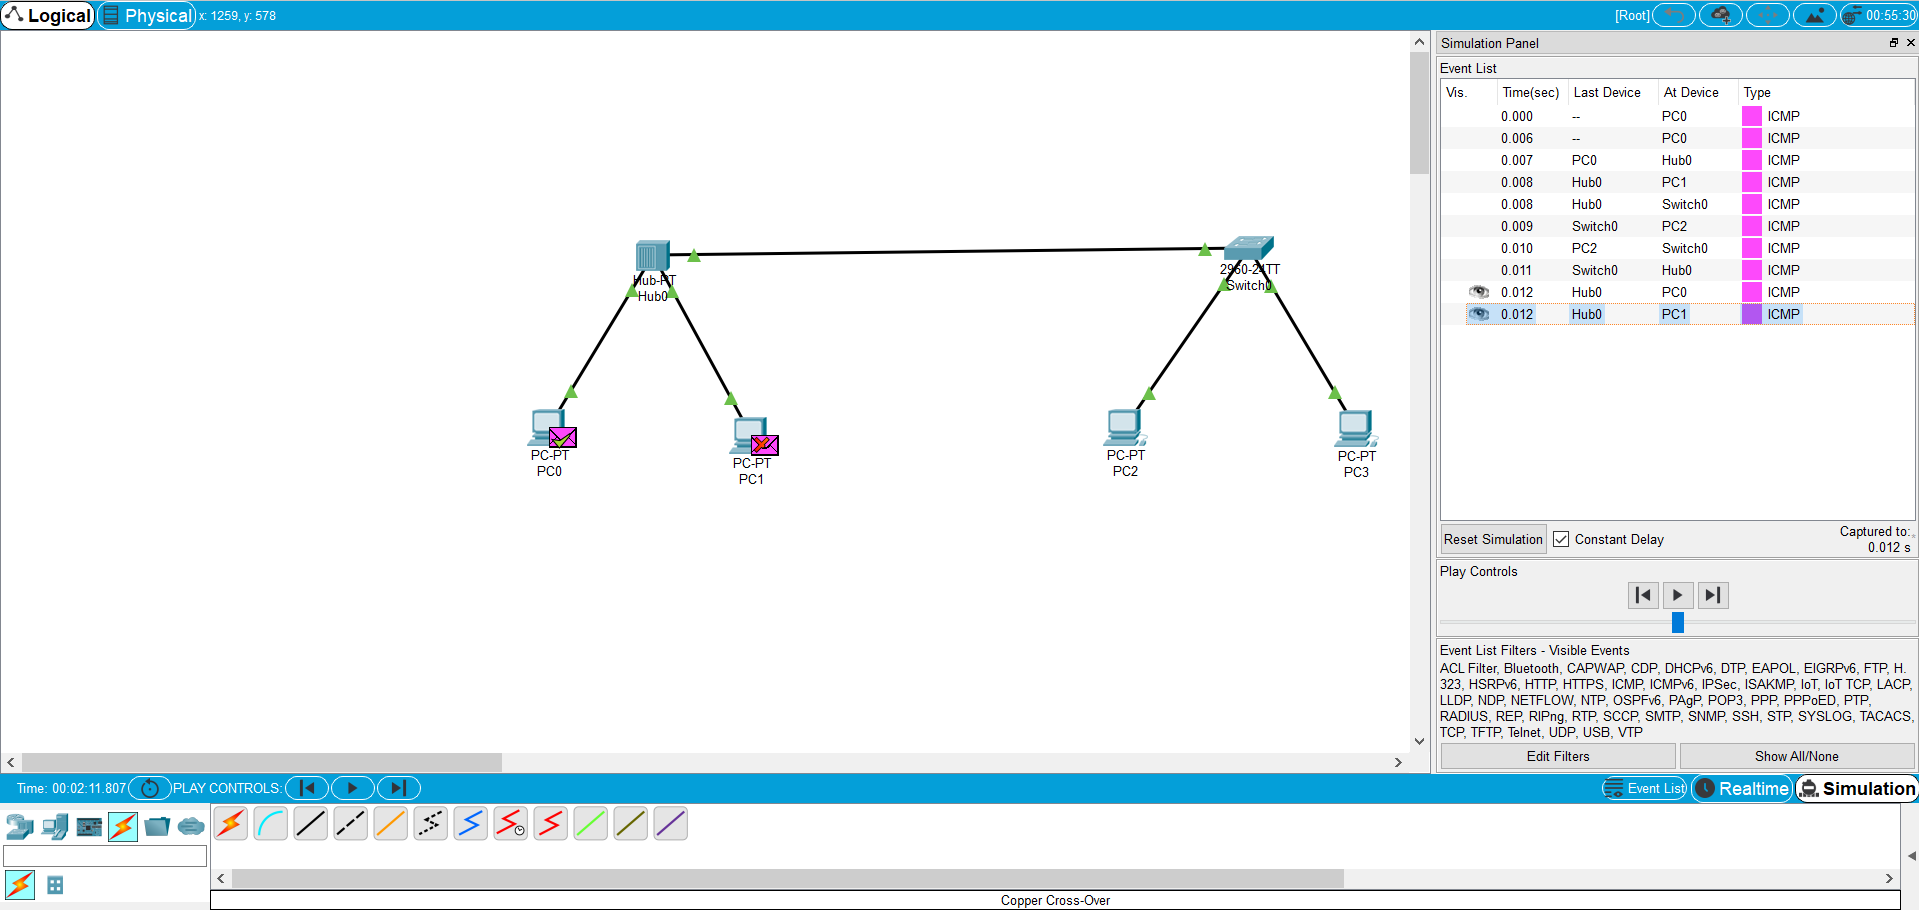 Logical Physical x: 1259, y: 578 [Root] 00:55:30
Simulation Panel
Event List
Vis. Time(sec) Last Device At Device Type
0.000 -- PC0 ICMP
0.006 -- PC0 ICMP
0.007 PC0 Hub0 ICMP
0.008 Hub0 PC1 ICMP
0.008 Hub0 Switch0 ICMP
0.009 Switch0 PC2 ICMP
0.010 PC2 Switch0 ICMP
0.011 Switch0 Hub0 ICMP
0.012 Hub0 PC0 ICMP
0.012 Hub0 PC1 ICMP
Hub-PT
Hub0
2960-24TT
Switch0
PC-PT
PC0
PC-PT
PC1
PC-PT
PC2
PC-PT
PC3
Reset Simulation Constant Delay
Captured to:
0.012 s
Play Controls
Event List Filters - Visible Events
ACL Filter, Bluetooth, CAPWAP, CDP, DHCPv6, DTP, EAPOL, EIGRPv6, FTP, H.
323, HSRPv6, HTTP, HTTPS, ICMP, ICMPv6, IPSec, ISAKMP, IoT, IoT TCP, LACP,
LLDP, NDP, NETFLOW, NTP, OSPFv6, PAgP, POP3, PPP, PPPoED, PTP,
RADIUS, REP, RIPng, RTP, SCCP, SMTP, SNMP, SSH, STP, SYSLOG, TACACS,
TCP, TFTP, Telnet, UDP, USB, VTP
Edit Filters Show All/None
Time: 00:02:11.807 PLAY CONTROLS: Event List Realtime Simulation
Copper Cross-Over